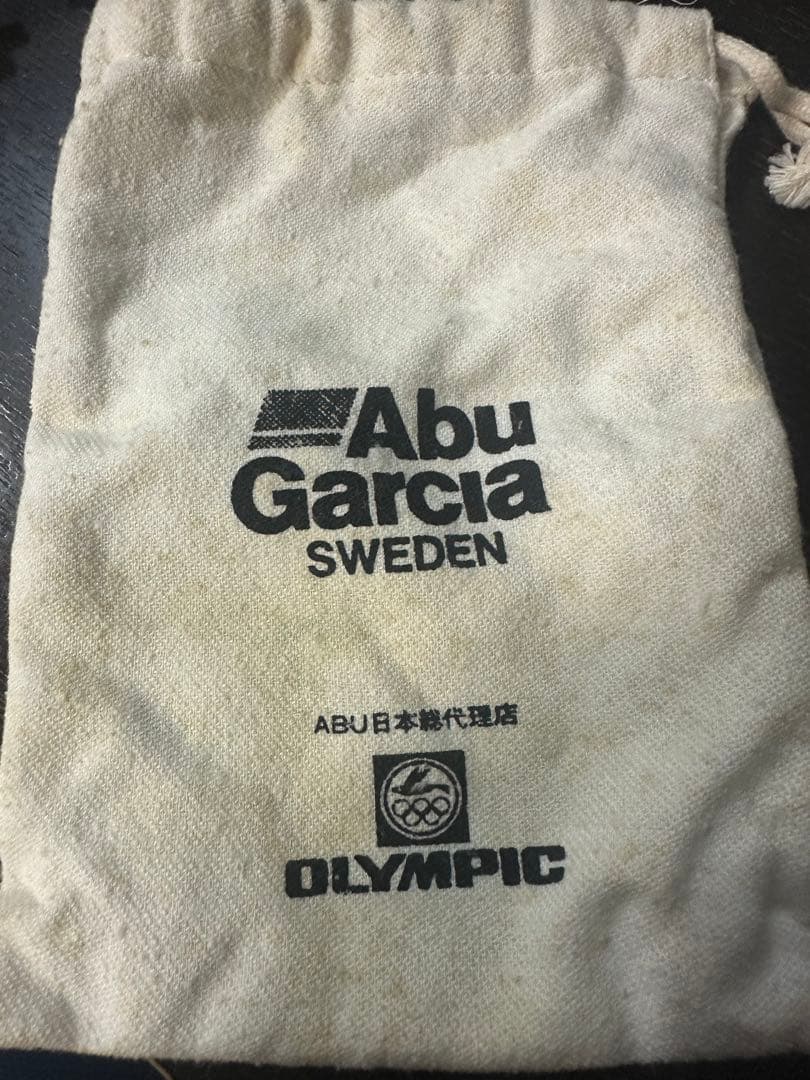 Abu
Garcia
SWEDEN
ABU日本総代理店
OLYMPIC